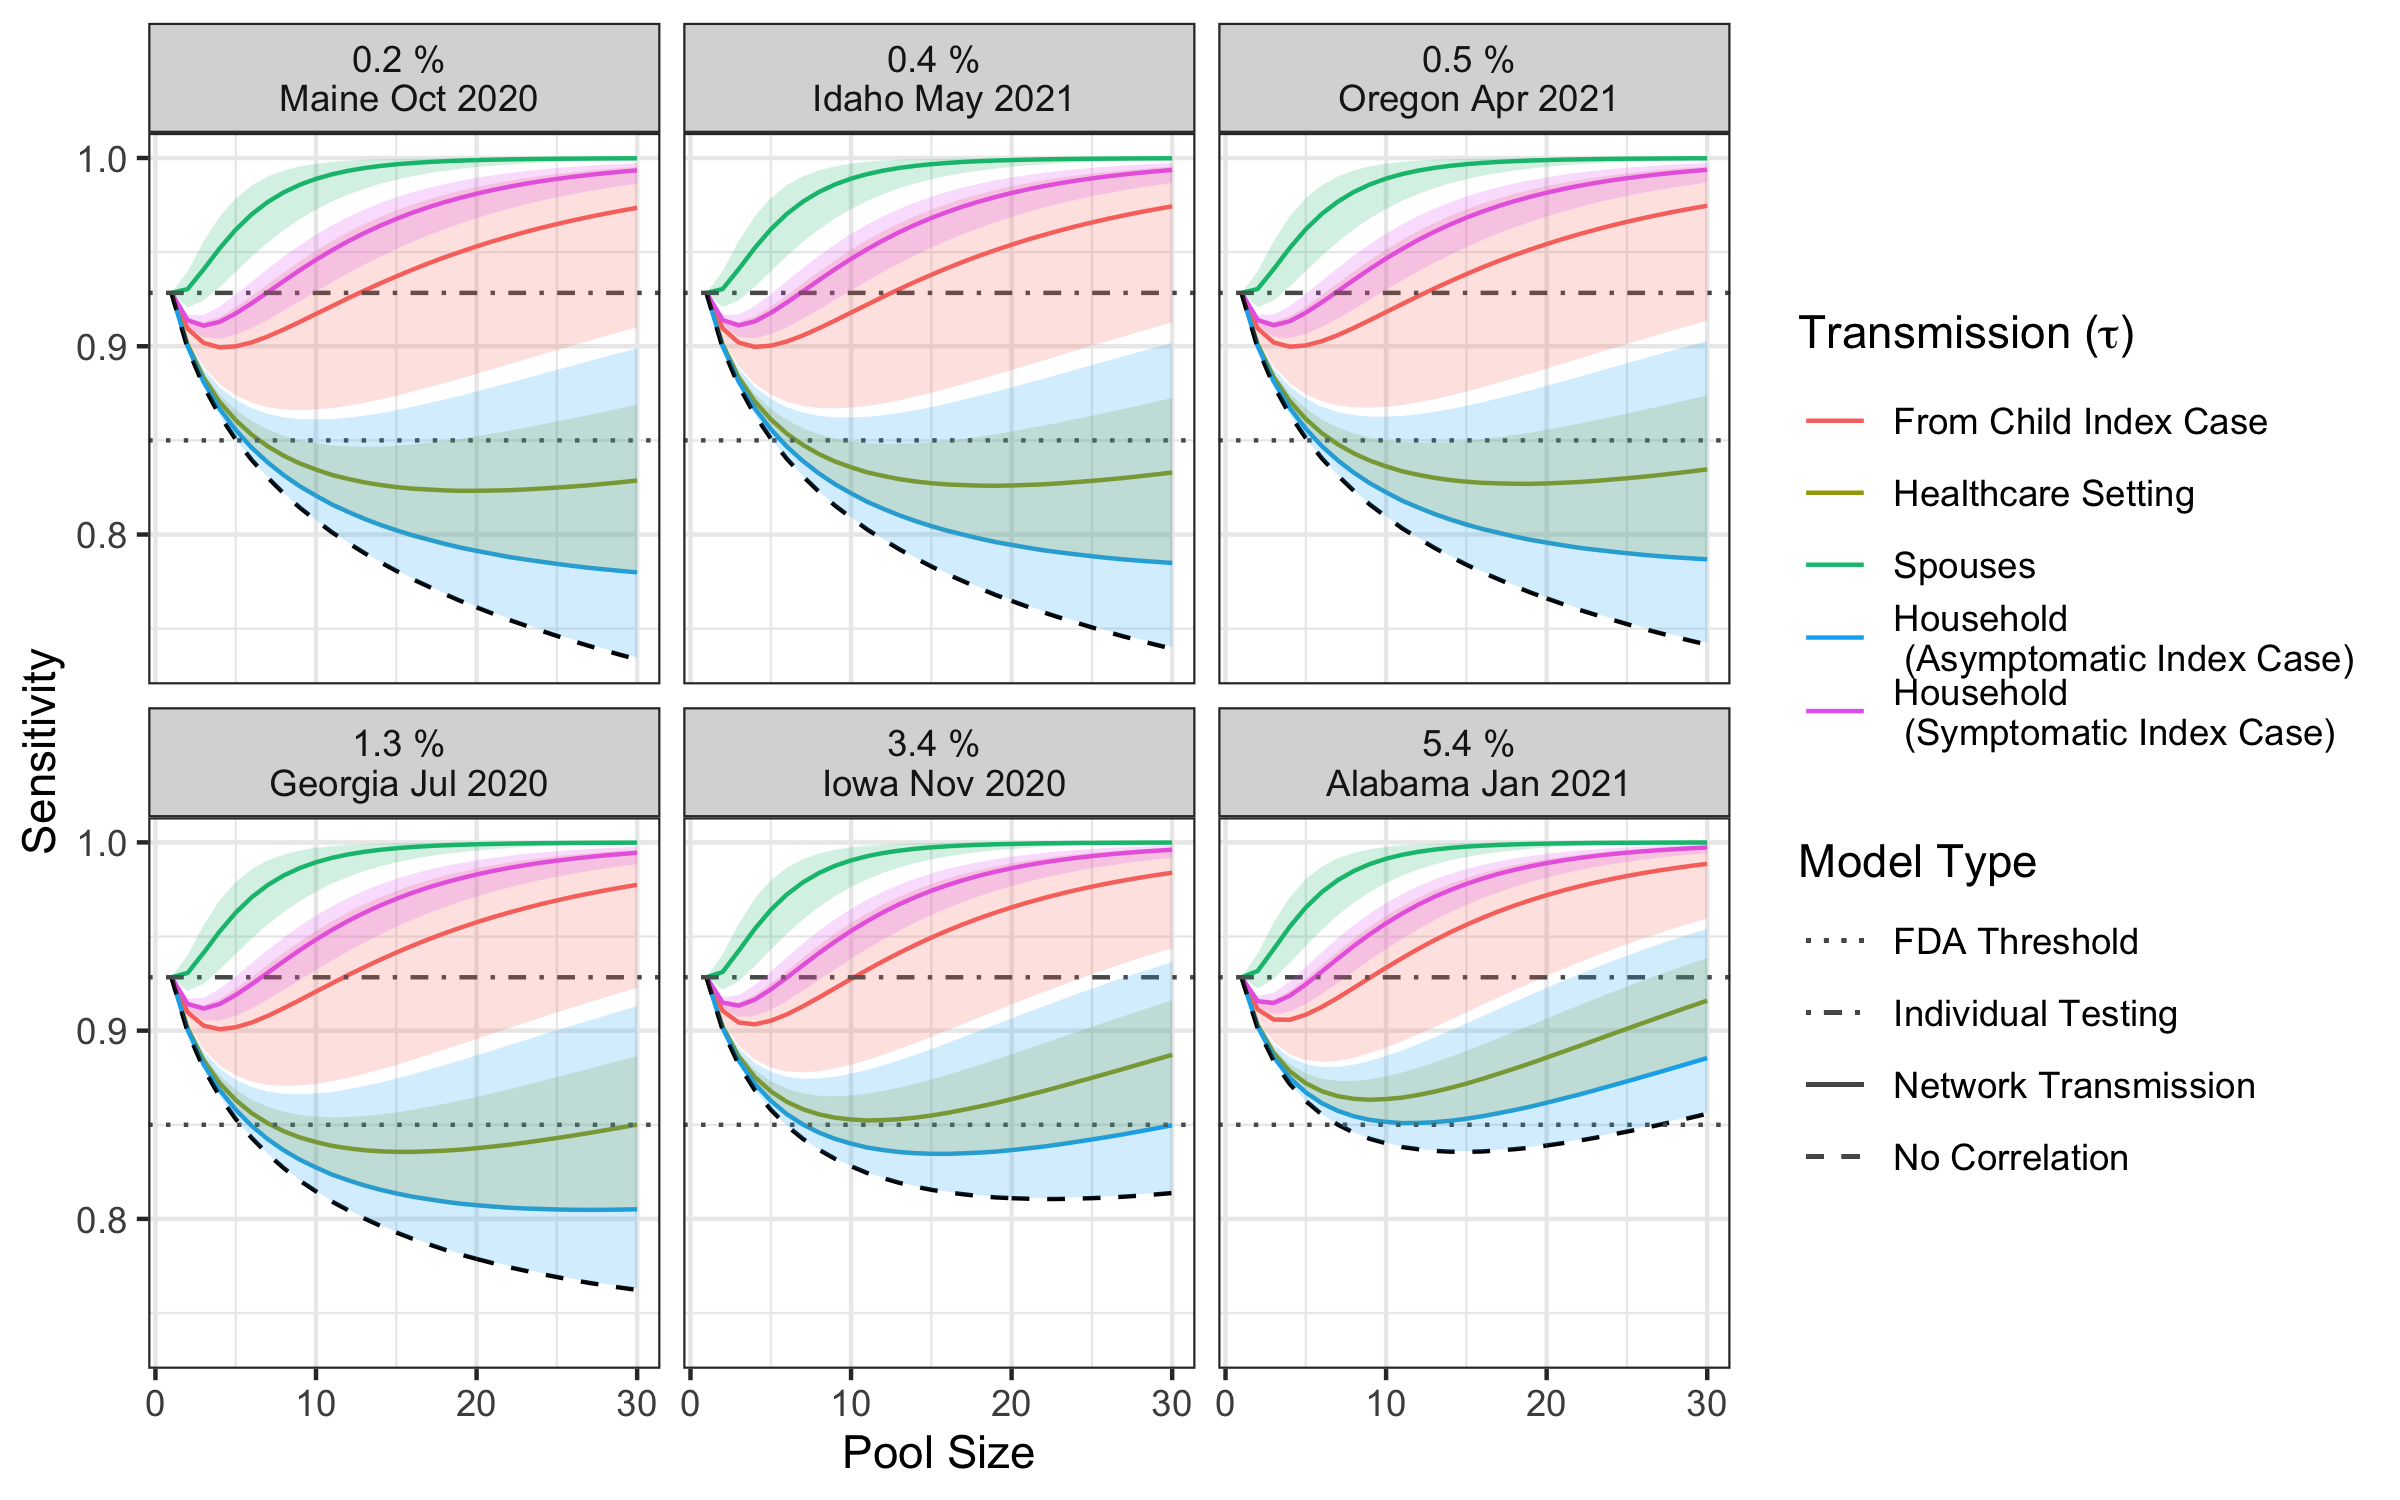 0.2 %
Maine Oct 2020
0.4 %
Idaho May 2021
0.5 %
Oregon Apr 2021
1.0
0.9
0.8
1.3 %
Georgia Jul 2020
3.4 %
Iowa Nov 2020
5.4 %
Alabama Jan 2021
1.0
0.9
0.8
0 10 20 30
0 10 20 30
0 10 20 30
Pool Size
Sensitivity
Transmission (τ)
From Child Index Case
Healthcare Setting
Spouses
Household
(Asymptomatic Index Case)
Household
(Symptomatic Index Case)
Model Type
FDA Threshold
Individual Testing
Network Transmission
No Correlation